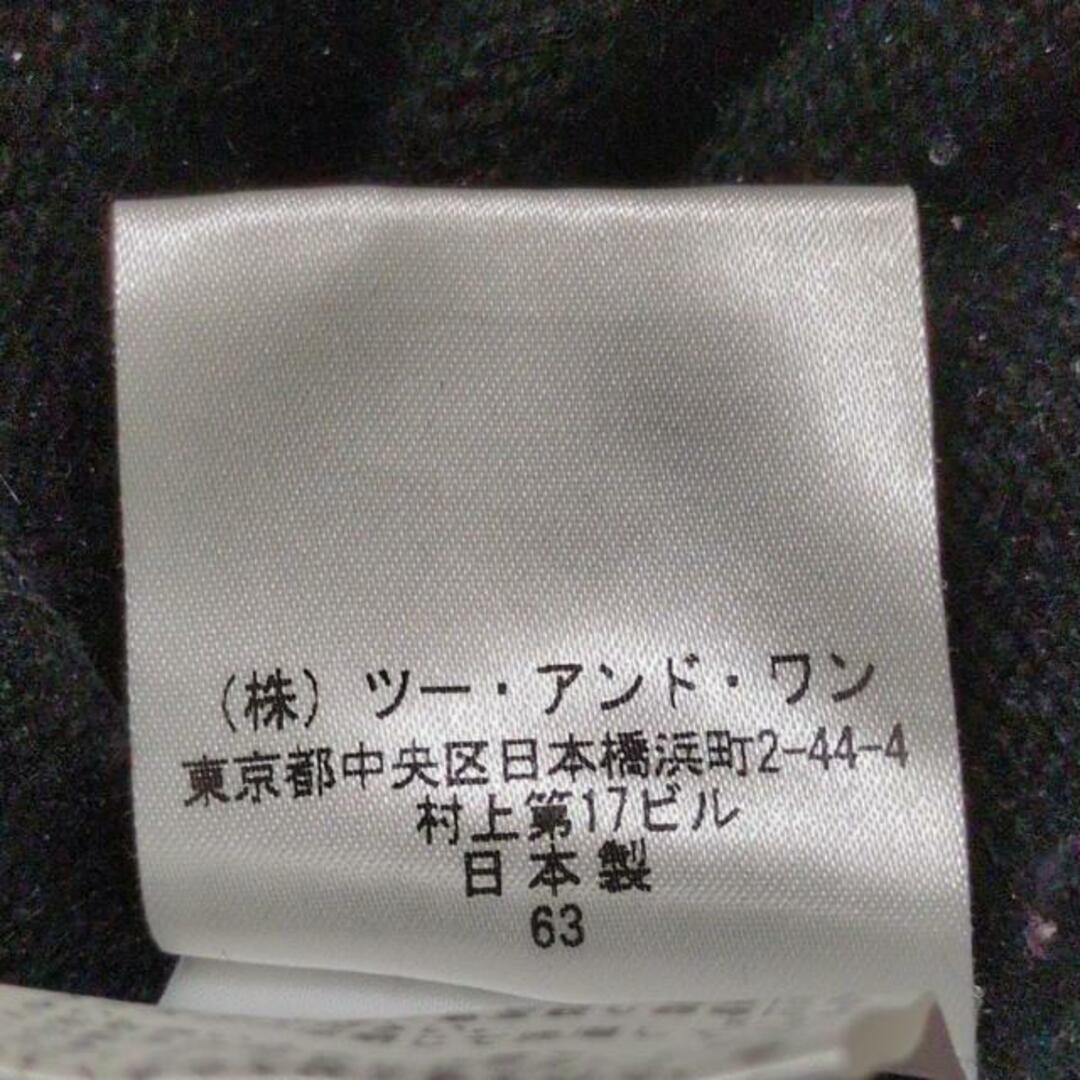 (株) ツー・アンド・ワン
東京都中央区日本橋浜町2-44-4
村上第17ビル
日本製
63